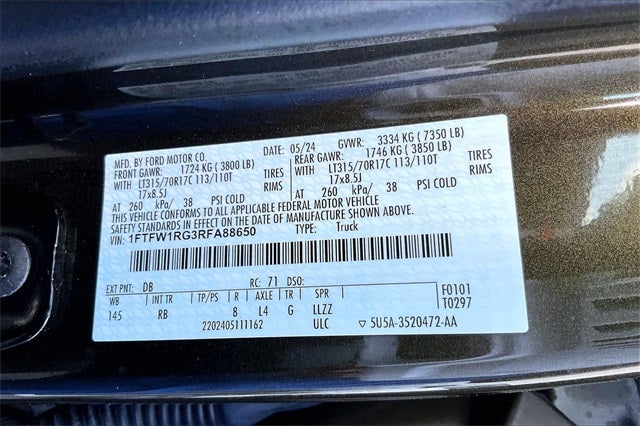 MFD. BY FORD MOTOR CO. DATE: 05/24 GVWR: 3334 KG ( 7350 LB)
FRONT GAWR: 1724 KG ( 3800 LB) REAR GAWR: 1746 KG ( 3850 LB)
WITH LT315/70R17C 113/110T TIRES WITH LT315/70R17C 113/110T TIRES
17x8.5J RIMS 17x8.5J RIMS
AT 260 kPa/ 38 PSI COLD AT 260 kPa/ 38 PSI COLD
THIS VEHICLE CONFORMS TO ALL APPLICABLE FEDERAL MOTOR VEHICLE
SAFETY STANDARDS IN EFFECT ON THE DATE OF MANUFACTURE SHOWN ABOVE.
1FTFW1RG3RFA88650 TYPE: Truck
EXT PNT: DB RC: 71 DSO: F0101
WB INT TR TP/PS R AXLE TR SPR T0297
145 RB 8 L4 G LLZZ
2202405111162 ULC ▽ 5U5A-3520472-AA